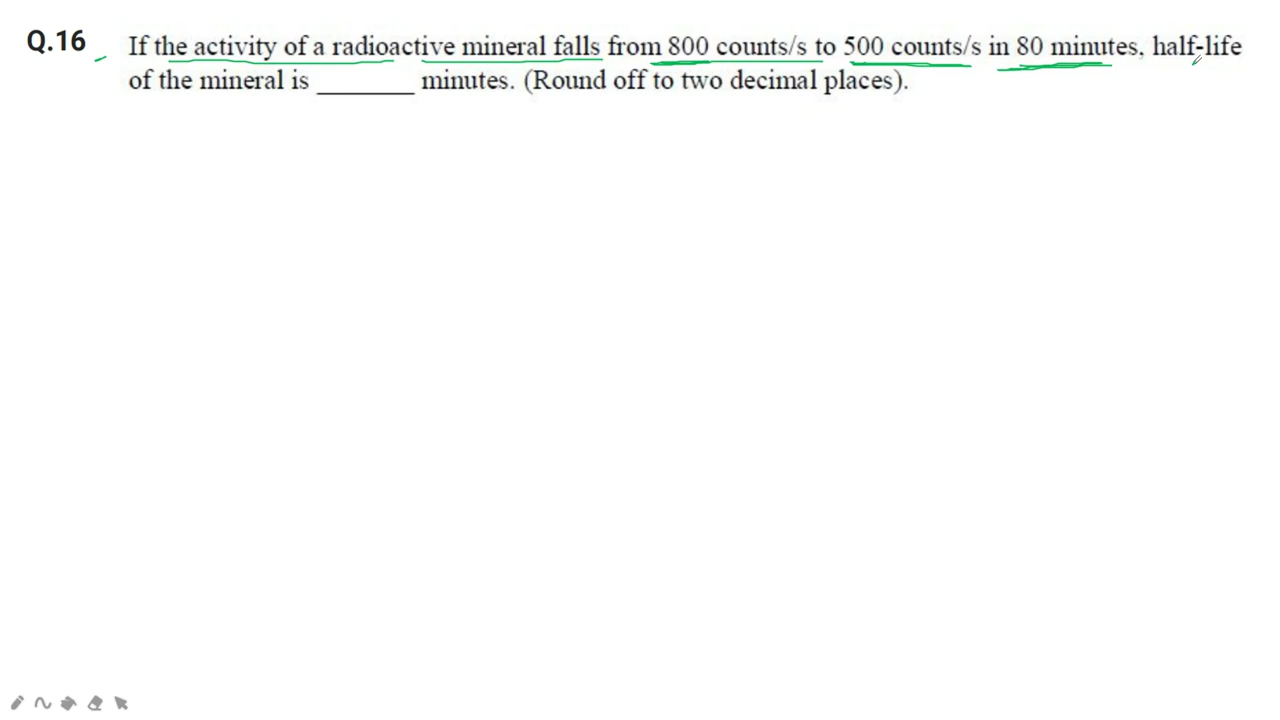 Q.16 If the activity of a radioactive mineral falls from 800 counts/s to 500 counts/s in 80 minutes, half-life
of the mineral is _______ minutes. (Round off to two decimal places).